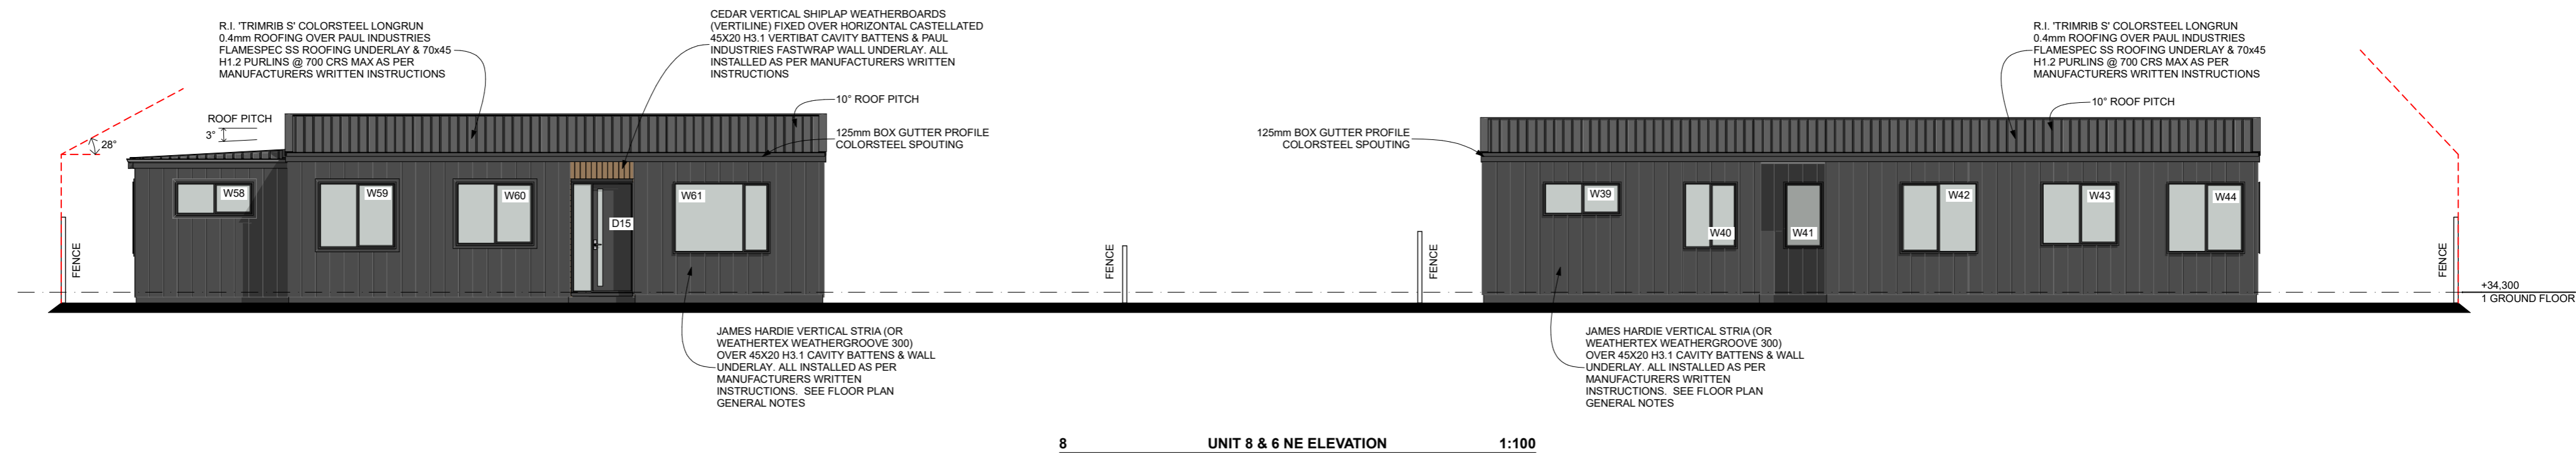 R.I. 'TRIMRIB S' COLORSTEEL LONGRUN
0.4mm ROOFING OVER PAUL INDUSTRIES
FLAMESPEC SS ROOFING UNDERLAY & 70x45
H1.2 PURLINS @ 700 CRS MAX AS PER
MANUFACTURERS WRITTEN INSTRUCTIONS
CEDAR VERTICAL SHIPLAP WEATHERBOARDS
(VERTILINE) FIXED OVER HORIZONTAL CASTELLATED
45X20 H3.1 VERTIBAT CAVITY BATTENS & PAUL
INDUSTRIES FASTWRAP WALL UNDERLAY. ALL
INSTALLED AS PER MANUFACTURERS WRITTEN
INSTRUCTIONS
R.I. 'TRIMRIB S' COLORSTEEL LONGRUN
0.4mm ROOFING OVER PAUL INDUSTRIES
FLAMESPEC SS ROOFING UNDERLAY & 70x45
H1.2 PURLINS @ 700 CRS MAX AS PER
MANUFACTURERS WRITTEN INSTRUCTIONS
10° ROOF PITCH
10° ROOF PITCH
ROOF PITCH
3°
28°
125mm BOX GUTTER PROFILE
COLORSTEEL SPOUTING
125mm BOX GUTTER PROFILE
COLORSTEEL SPOUTING
W58
W59
W60
D15
W61
W39
W40
W41
W42
W43
W44
FENCE
FENCE
FENCE
FENCE
+34,300
1 GROUND FLOOR
JAMES HARDIE VERTICAL STRIA (OR
WEATHERTEX WEATHERGROOVE 300)
OVER 45X20 H3.1 CAVITY BATTENS & WALL
UNDERLAY. ALL INSTALLED AS PER
MANUFACTURERS WRITTEN
INSTRUCTIONS. SEE FLOOR PLAN
GENERAL NOTES
JAMES HARDIE VERTICAL STRIA (OR
WEATHERTEX WEATHERGROOVE 300)
OVER 45X20 H3.1 CAVITY BATTENS & WALL
UNDERLAY. ALL INSTALLED AS PER
MANUFACTURERS WRITTEN
INSTRUCTIONS. SEE FLOOR PLAN
GENERAL NOTES
8 UNIT 8 & 6 NE ELEVATION 1:100